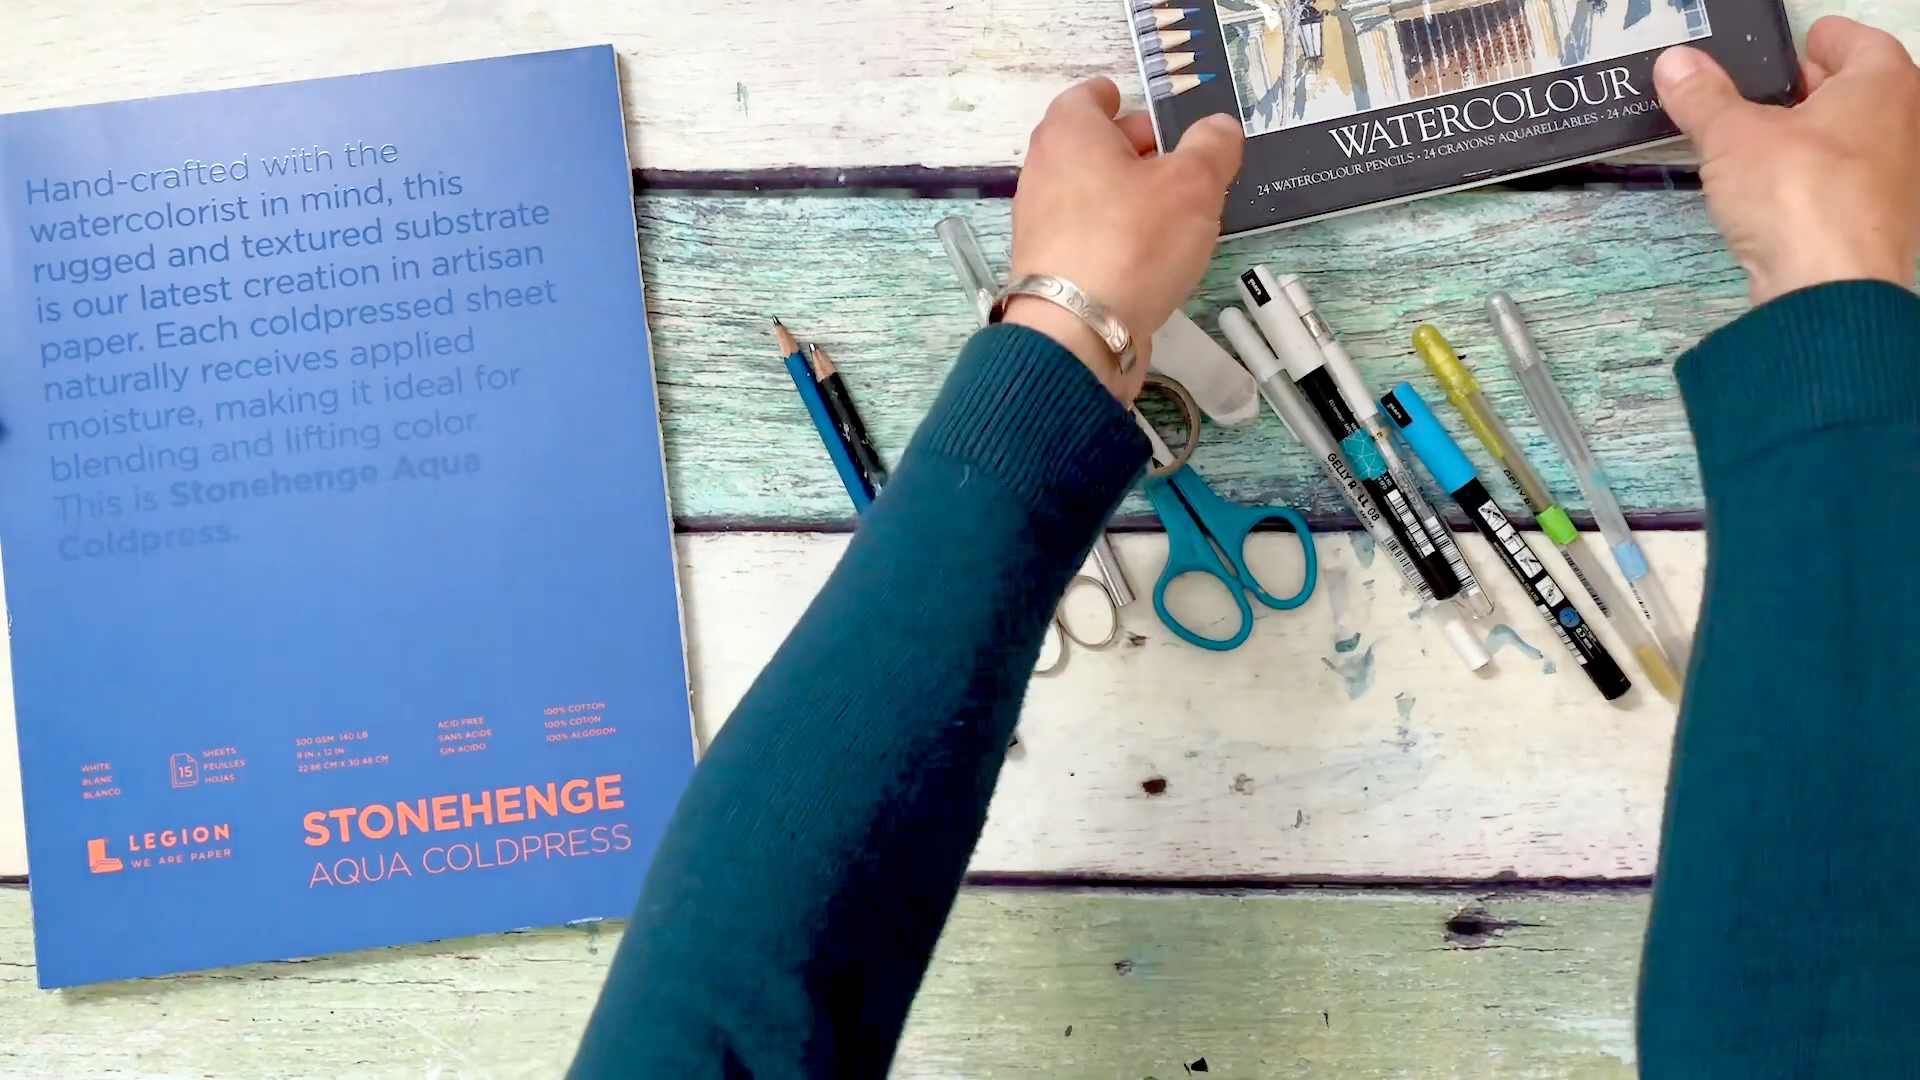 Hand-crafted with the
watercolorist in mind, this
rugged and textured substrate
is our latest creation in artisan
paper. Each coldpressed sheet
naturally receives applied
moisture, making it ideal for
blending and lifting color.
This is Stonehenge Aqua
Coldpress.
WHITE
BLANC
BLANCO
15
SHEETS
FEUILLES
HOJAS
300 GSM 140 LB
9 IN x 12 IN
22.86 CM X 30.48 CM
ACID FREE
SANS ACIDE
SIN ACIDO
100% COTTON
100% COTON
100% ALGODON
LEGION
WE ARE PAPER
STONEHENGE
AQUA COLDPRESS
WATERCOLOUR
24 WATERCOLOUR PENCILS · 24 CRAYONS AQUARELLABLES · 24 AQUA
GELLY ROLL 08